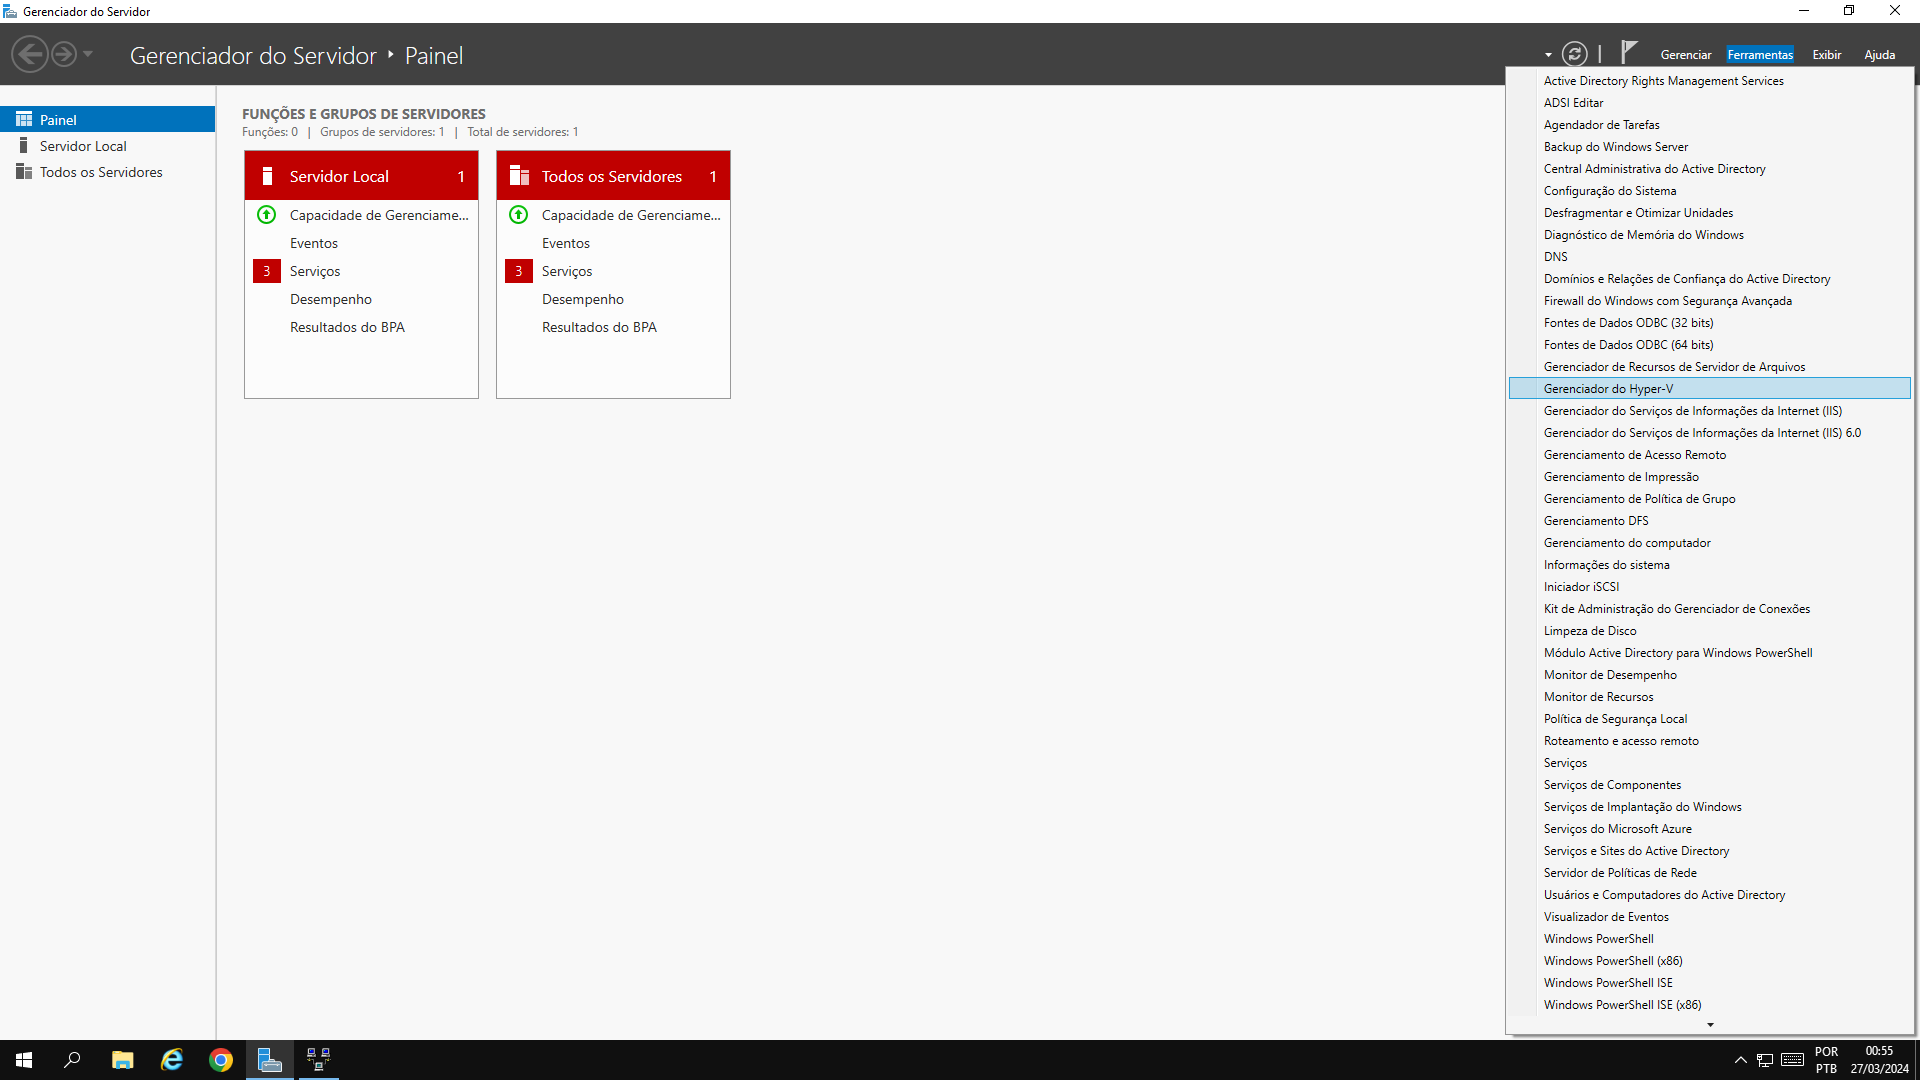 Gerenciador do Servidor
Gerenciador do Servidor ‣ Painel
Gerenciar
Ferramentas
Exibir
Ajuda
Painel
Servidor Local
Todos os Servidores
FUNÇÕES E GRUPOS DE SERVIDORES
Funções: 0 | Grupos de servidores: 1 | Total de servidores: 1
Servidor Local 1
Capacidade de Gerenciame...
Eventos
3 Serviços
Desempenho
Resultados do BPA
Todos os Servidores 1
Capacidade de Gerenciame...
Eventos
3 Serviços
Desempenho
Resultados do BPA
Active Directory Rights Management Services
ADSI Editar
Agendador de Tarefas
Backup do Windows Server
Central Administrativa do Active Directory
Configuração do Sistema
Desfragmentar e Otimizar Unidades
Diagnóstico de Memória do Windows
DNS
Domínios e Relações de Confiança do Active Directory
Firewall do Windows com Segurança Avançada
Fontes de Dados ODBC (32 bits)
Fontes de Dados ODBC (64 bits)
Gerenciador de Recursos de Servidor de Arquivos
Gerenciador do Hyper-V
Gerenciador do Serviços de Informações da Internet (IIS)
Gerenciador do Serviços de Informações da Internet (IIS) 6.0
Gerenciamento de Acesso Remoto
Gerenciamento de Impressão
Gerenciamento de Política de Grupo
Gerenciamento DFS
Gerenciamento do computador
Informações do sistema
Iniciador iSCSI
Kit de Administração do Gerenciador de Conexões
Limpeza de Disco
Módulo Active Directory para Windows PowerShell
Monitor de Desempenho
Monitor de Recursos
Política de Segurança Local
Roteamento e acesso remoto
Serviços
Serviços de Componentes
Serviços de Implantação do Windows
Serviços do Microsoft Azure
Serviços e Sites do Active Directory
Servidor de Políticas de Rede
Usuários e Computadores do Active Directory
Visualizador de Eventos
Windows PowerShell
Windows PowerShell (x86)
Windows PowerShell ISE
Windows PowerShell ISE (x86)
POR
PTB
00:55
27/03/2024